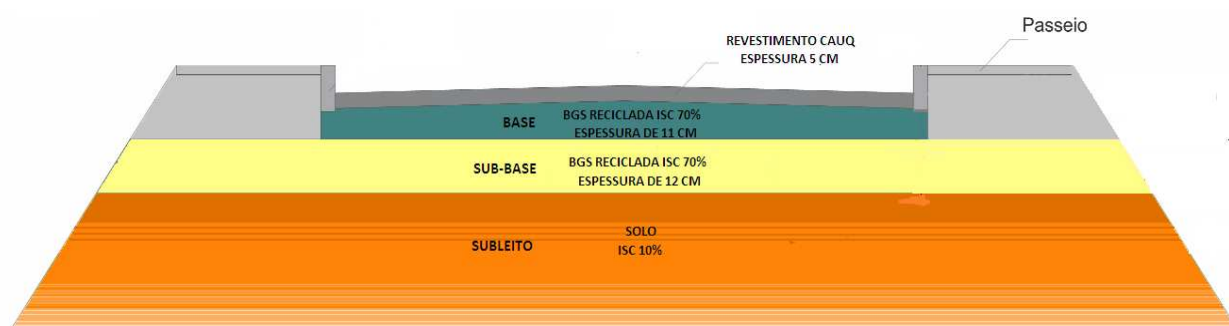 Passeio
REVESTIMENTO CAUQ
ESPESSURA 5 CM
BASE
BGS RECICLADA ISC 70%
ESPESSURA DE 11 CM
SUB-BASE
BGS RECICLADA ISC 70%
ESPESSURA DE 12 CM
SUBLEITO
SOLO
ISC 10%